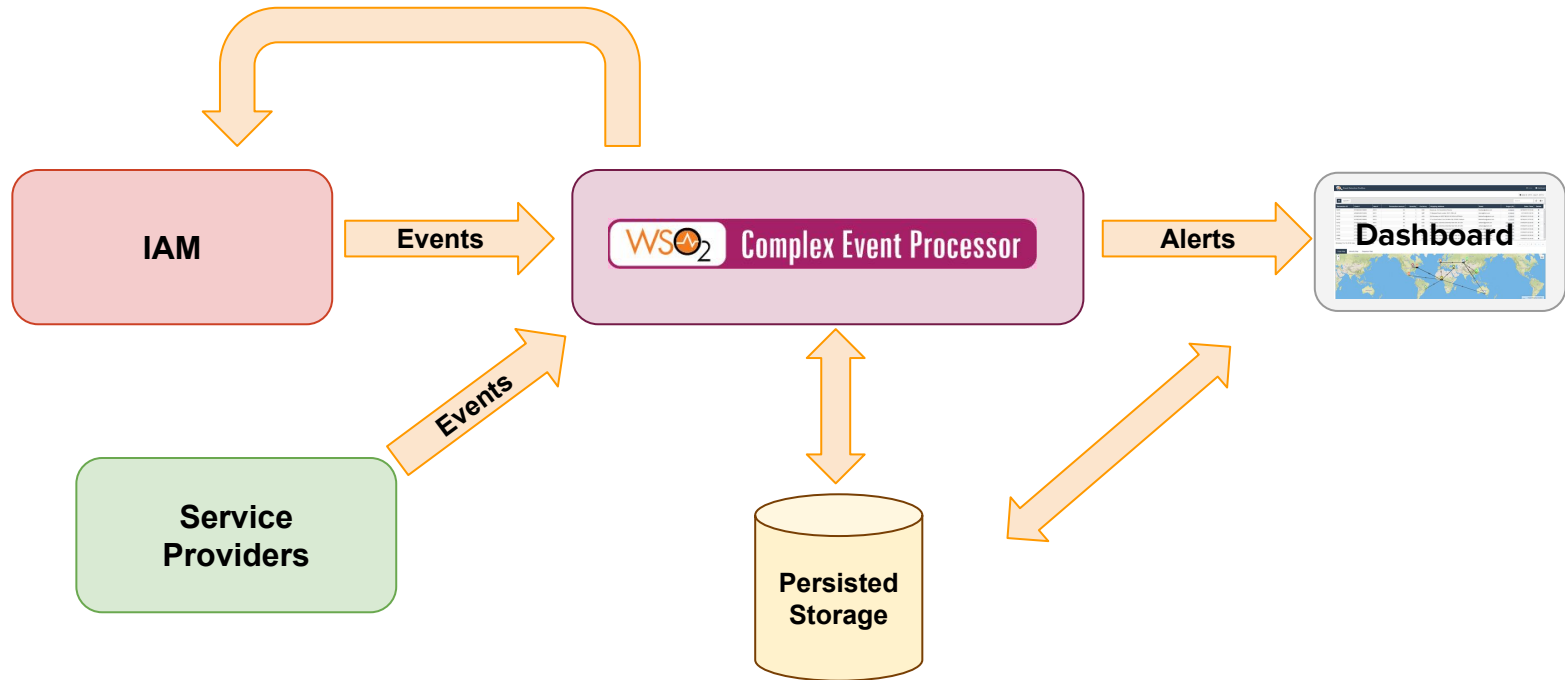 IAM
Events
WSO2 Complex Event Processor
Alerts
Dashboard
Events
Service
Providers
Persisted
Storage